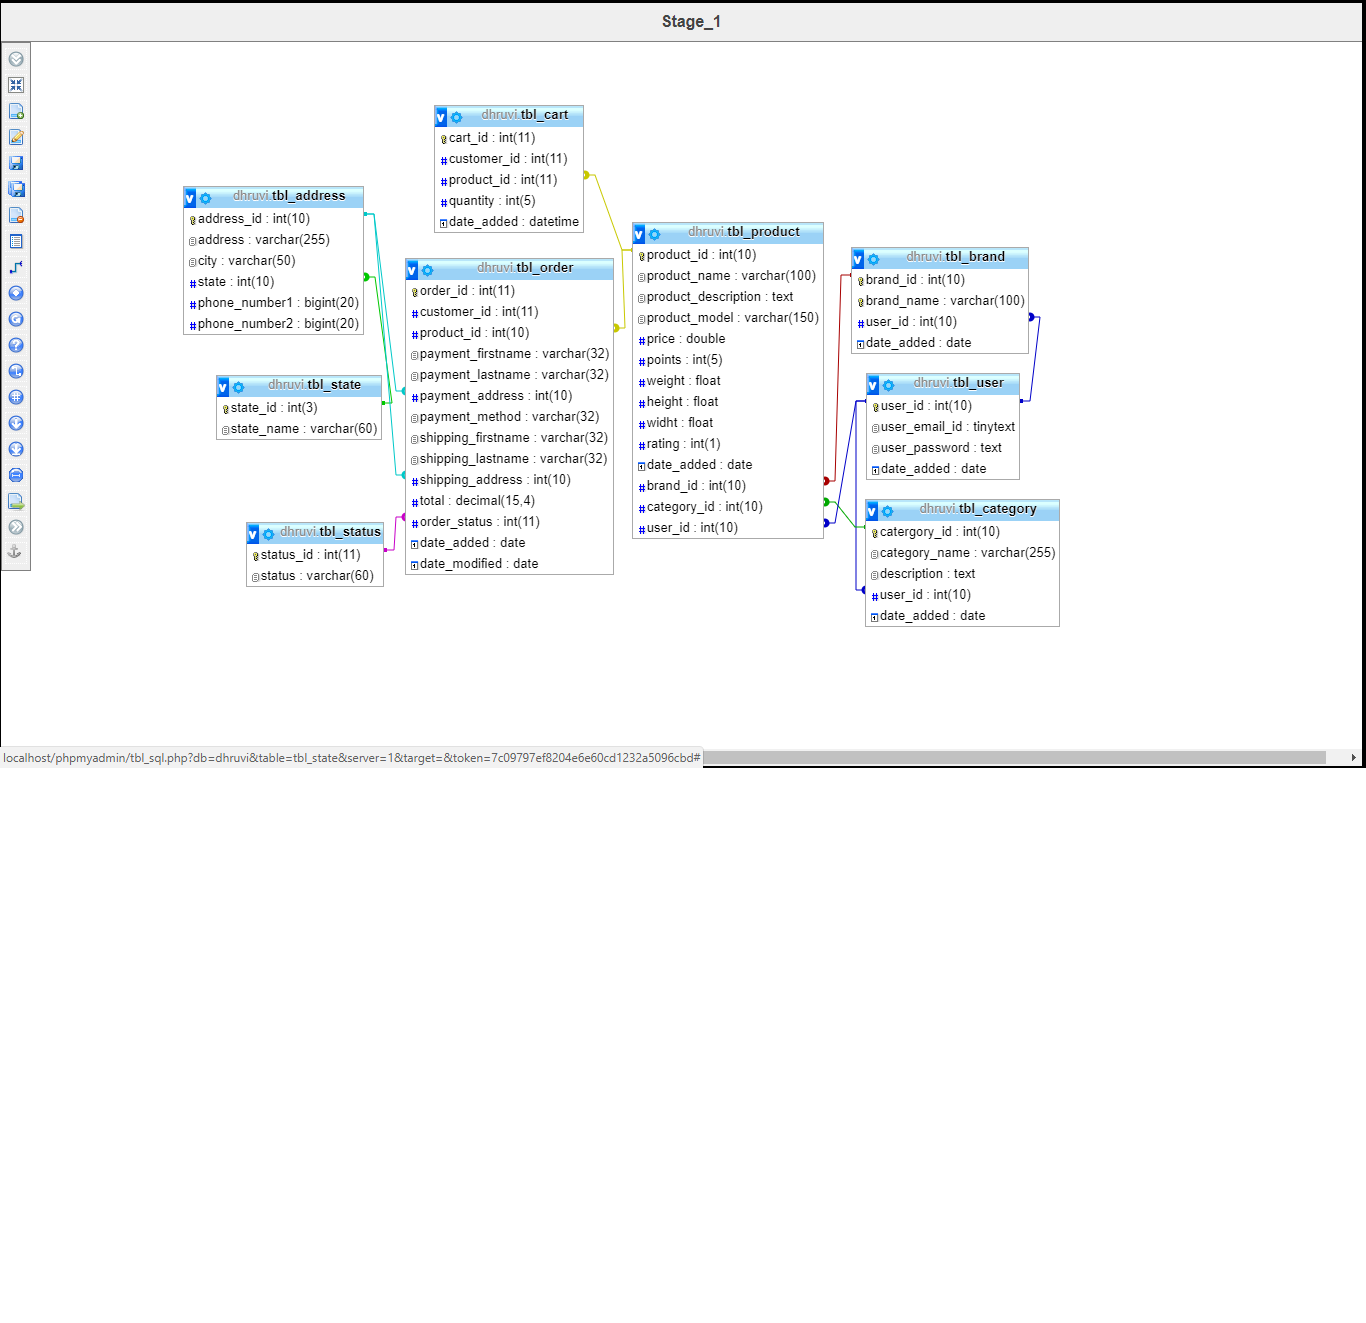 Stage_1
dhruvi.tbl_cart
cart_id : int(11)
customer_id : int(11)
product_id : int(11)
quantity : int(5)
date_added : datetime
dhruvi.tbl_address
address_id : int(10)
address : varchar(255)
city : varchar(50)
state : int(10)
phone_number1 : bigint(20)
phone_number2 : bigint(20)
dhruvi.tbl_order
order_id : int(11)
customer_id : int(11)
product_id : int(10)
payment_firstname : varchar(32)
payment_lastname : varchar(32)
payment_address : int(10)
payment_method : varchar(32)
shipping_firstname : varchar(32)
shipping_lastname : varchar(32)
shipping_address : int(10)
total : decimal(15,4)
order_status : int(11)
date_added : date
date_modified : date
dhruvi.tbl_state
state_id : int(3)
state_name : varchar(60)
dhruvi.tbl_status
status_id : int(11)
status : varchar(60)
dhruvi.tbl_product
product_id : int(10)
product_name : varchar(100)
product_description : text
product_model : varchar(150)
price : double
points : int(5)
weight : float
height : float
widht : float
rating : int(1)
date_added : date
brand_id : int(10)
category_id : int(10)
user_id : int(10)
dhruvi.tbl_brand
brand_id : int(10)
brand_name : varchar(100)
user_id : int(10)
date_added : date
dhruvi.tbl_user
user_id : int(10)
user_email_id : tinytext
user_password : text
date_added : date
dhruvi.tbl_category
catergory_id : int(10)
category_name : varchar(255)
description : text
user_id : int(10)
date_added : date
localhost/phpmyadmin/tbl_sql.php?db=dhruvi&table=tbl_state&server=1&target=&token=7c09797ef8204e6e60cd1232a5096cbd#